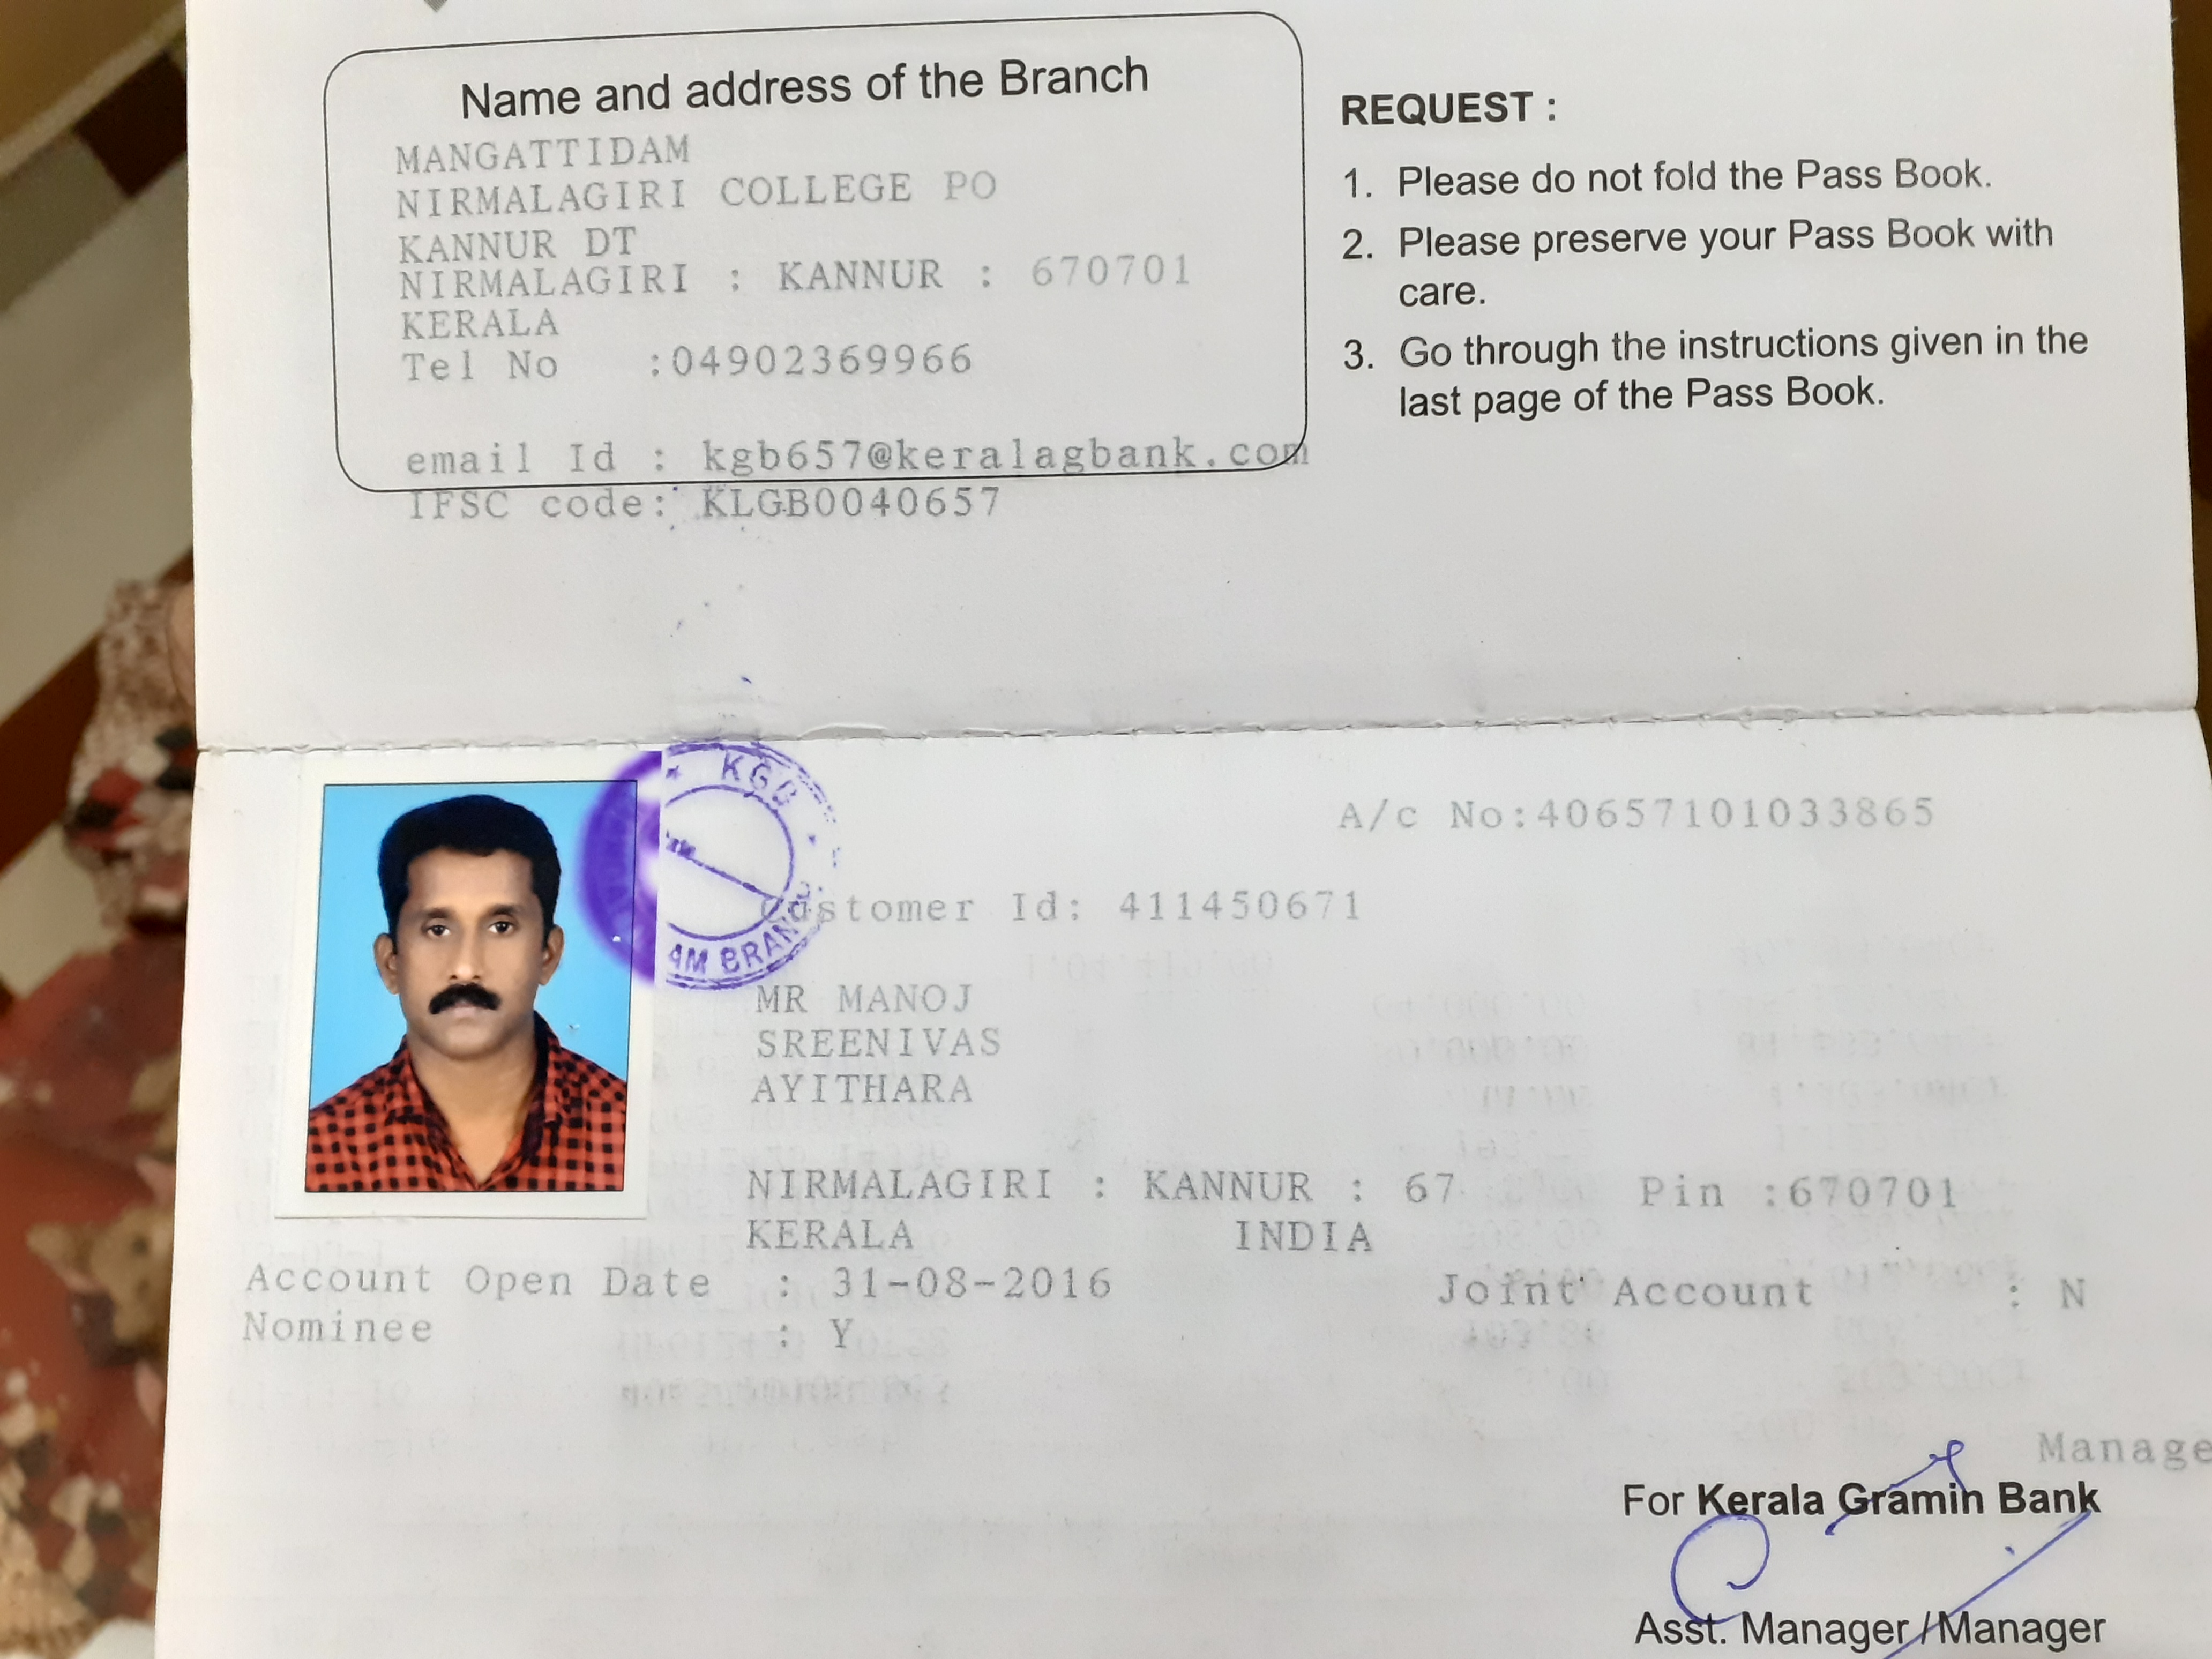 Name and address of the Branch
MANGATTIDAM
NIRMALAGIRI COLLEGE PO
KANNUR DT
NIRMALAGIRI : KANNUR : 670701
KERALA
Tel No :04902369966
email Id : kgb657@keralagbank.com
IFSC code: KLGB0040657
REQUEST :
1. Please do not fold the Pass Book.
2. Please preserve your Pass Book with
care.
3. Go through the instructions given in the
last page of the Pass Book.
KGB
AM BRANC
A/c No:40657101033865
Customer Id: 411450671
MR MANOJ
SREENIVAS
AYITHARA
NIRMALAGIRI : KANNUR : 67 Pin :670701
KERALA INDIA
Account Open Date : 31-08-2016 Joint Account : N
Nominee : Y
Manage
For Kerala Gramin Bank
Asst. Manager/Manager